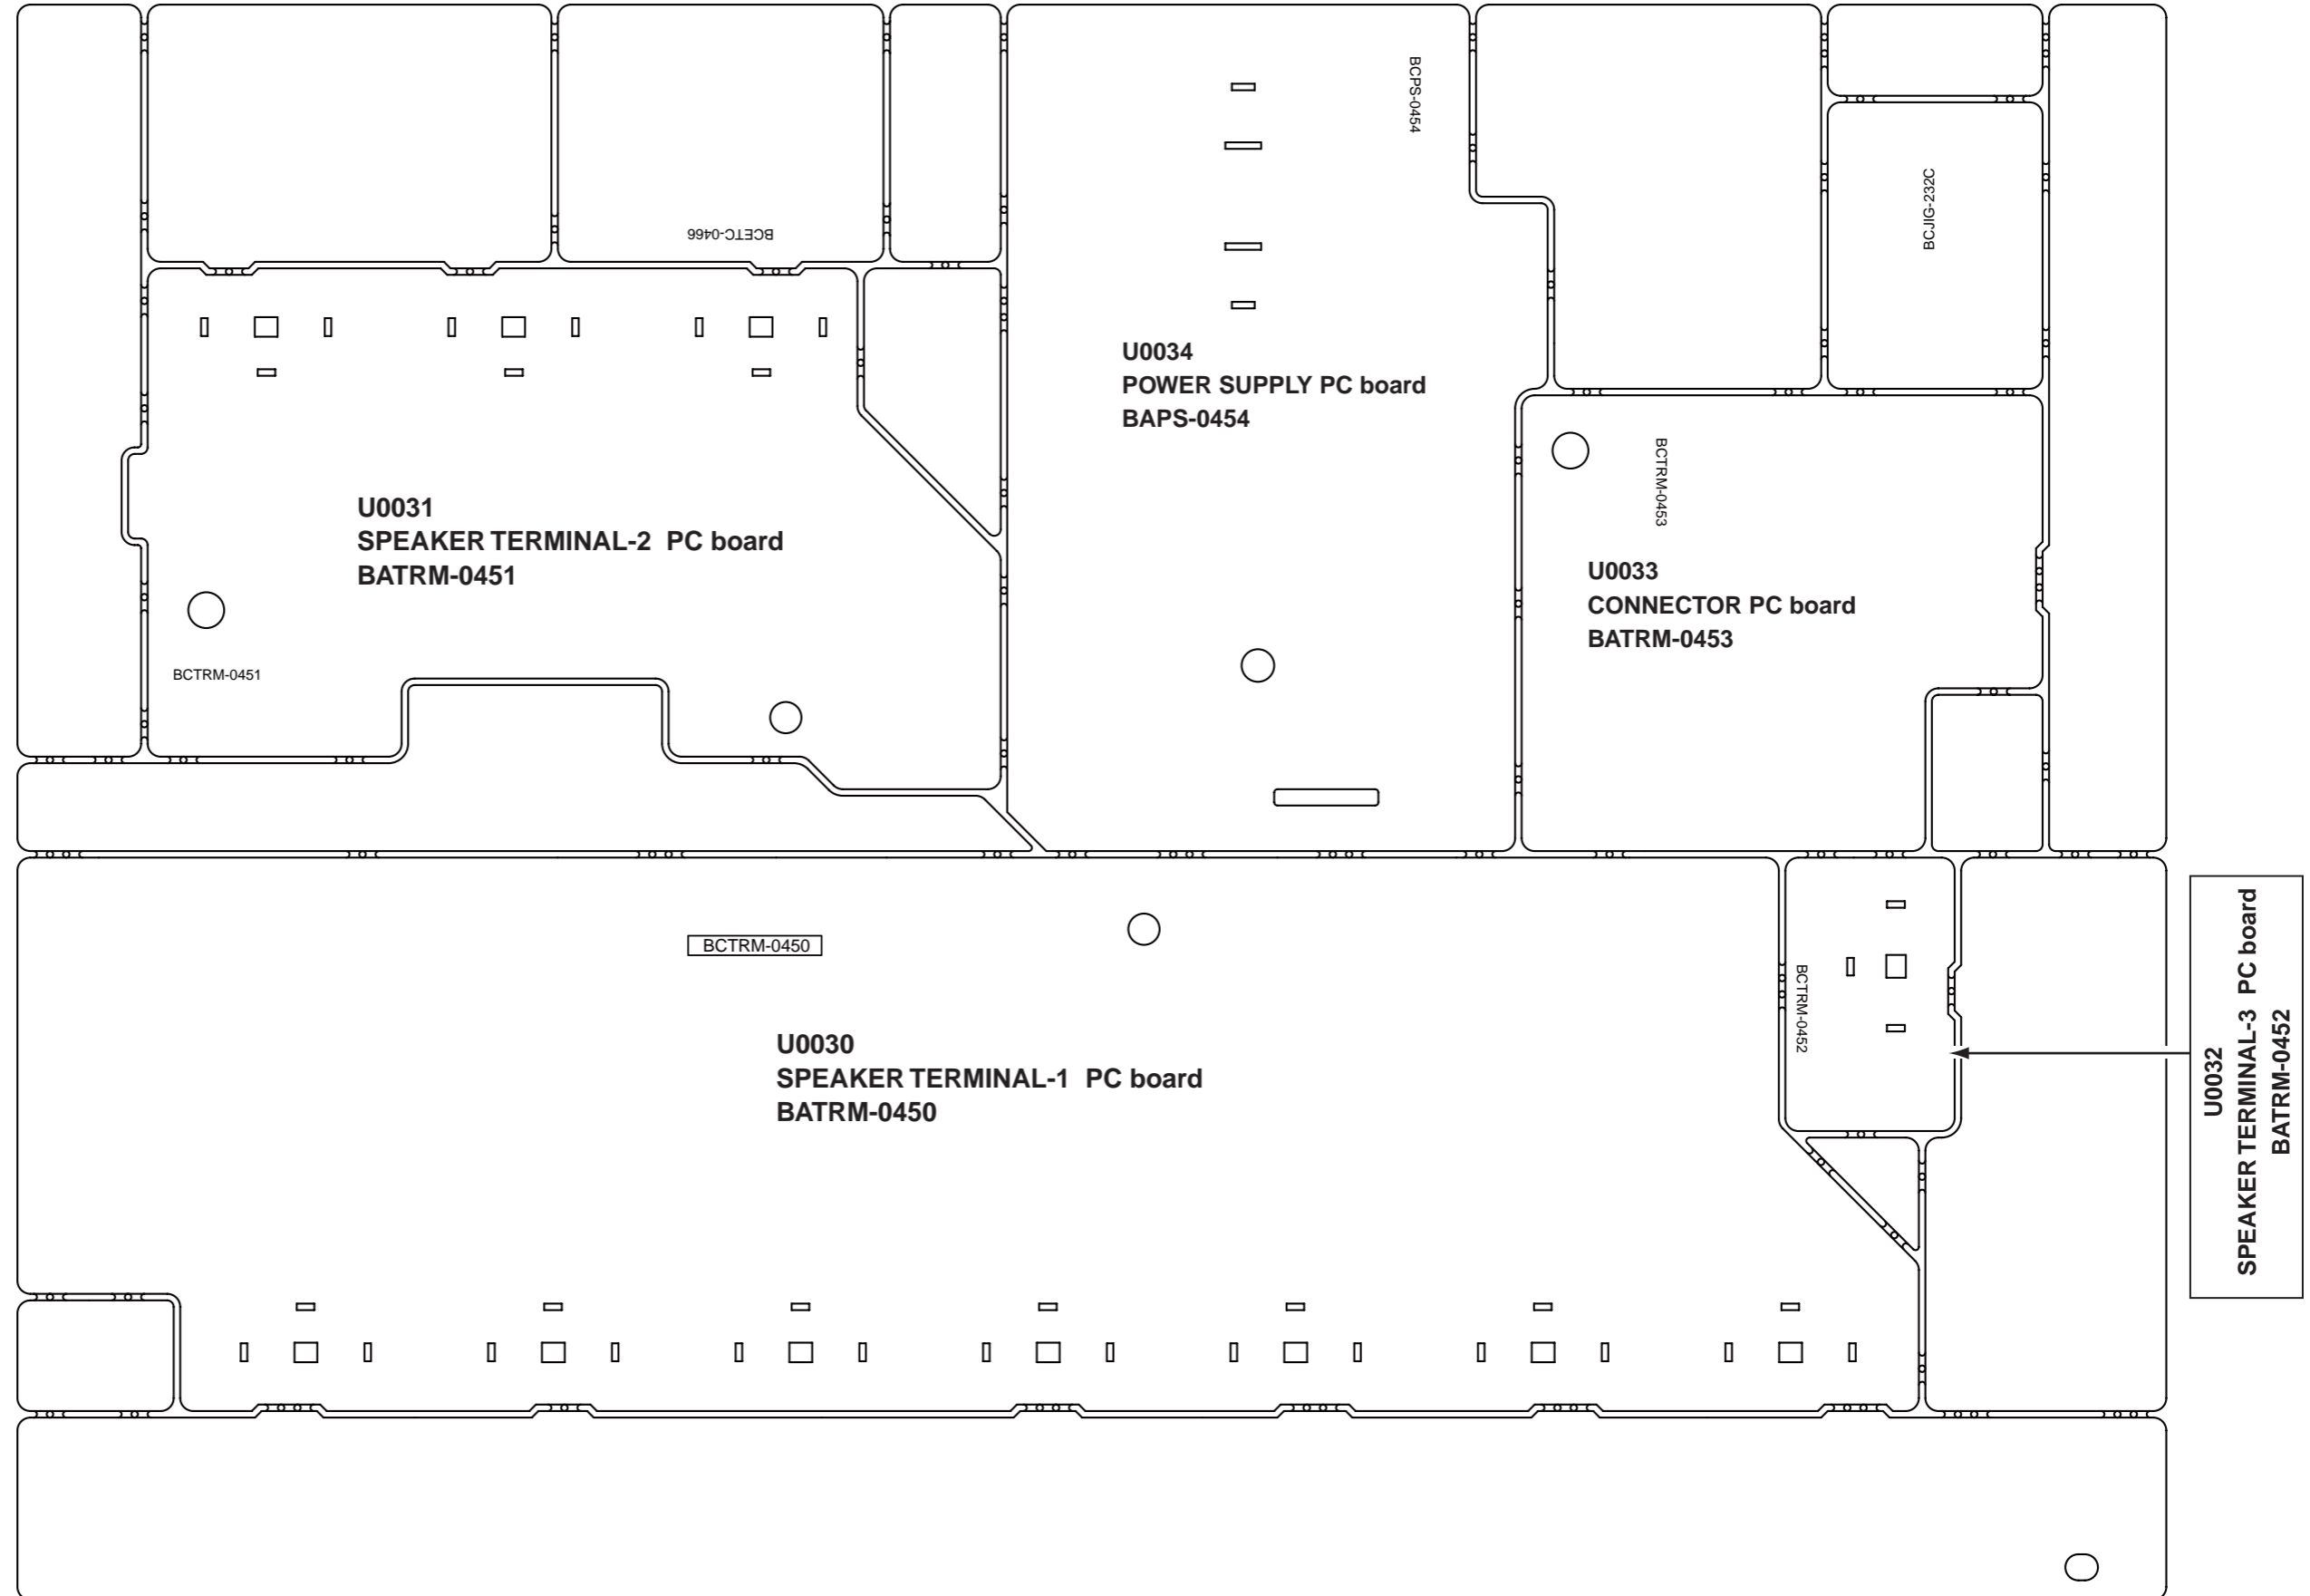 BCPS-0454
BCJIG-232C
BCETC-0466
U0034
POWER SUPPLY PC board
BAPS-0454
BCTRM-0453
U0031
SPEAKER TERMINAL-2 PC board
BATRM-0451
U0033
CONNECTOR PC board
BATRM-0453
BCTRM-0451
BCTRM-0450
BCTRM-0452
U0030
SPEAKER TERMINAL-1 PC board
BATRM-0450
U0032
SPEAKER TERMINAL-3 PC board
BATRM-0452